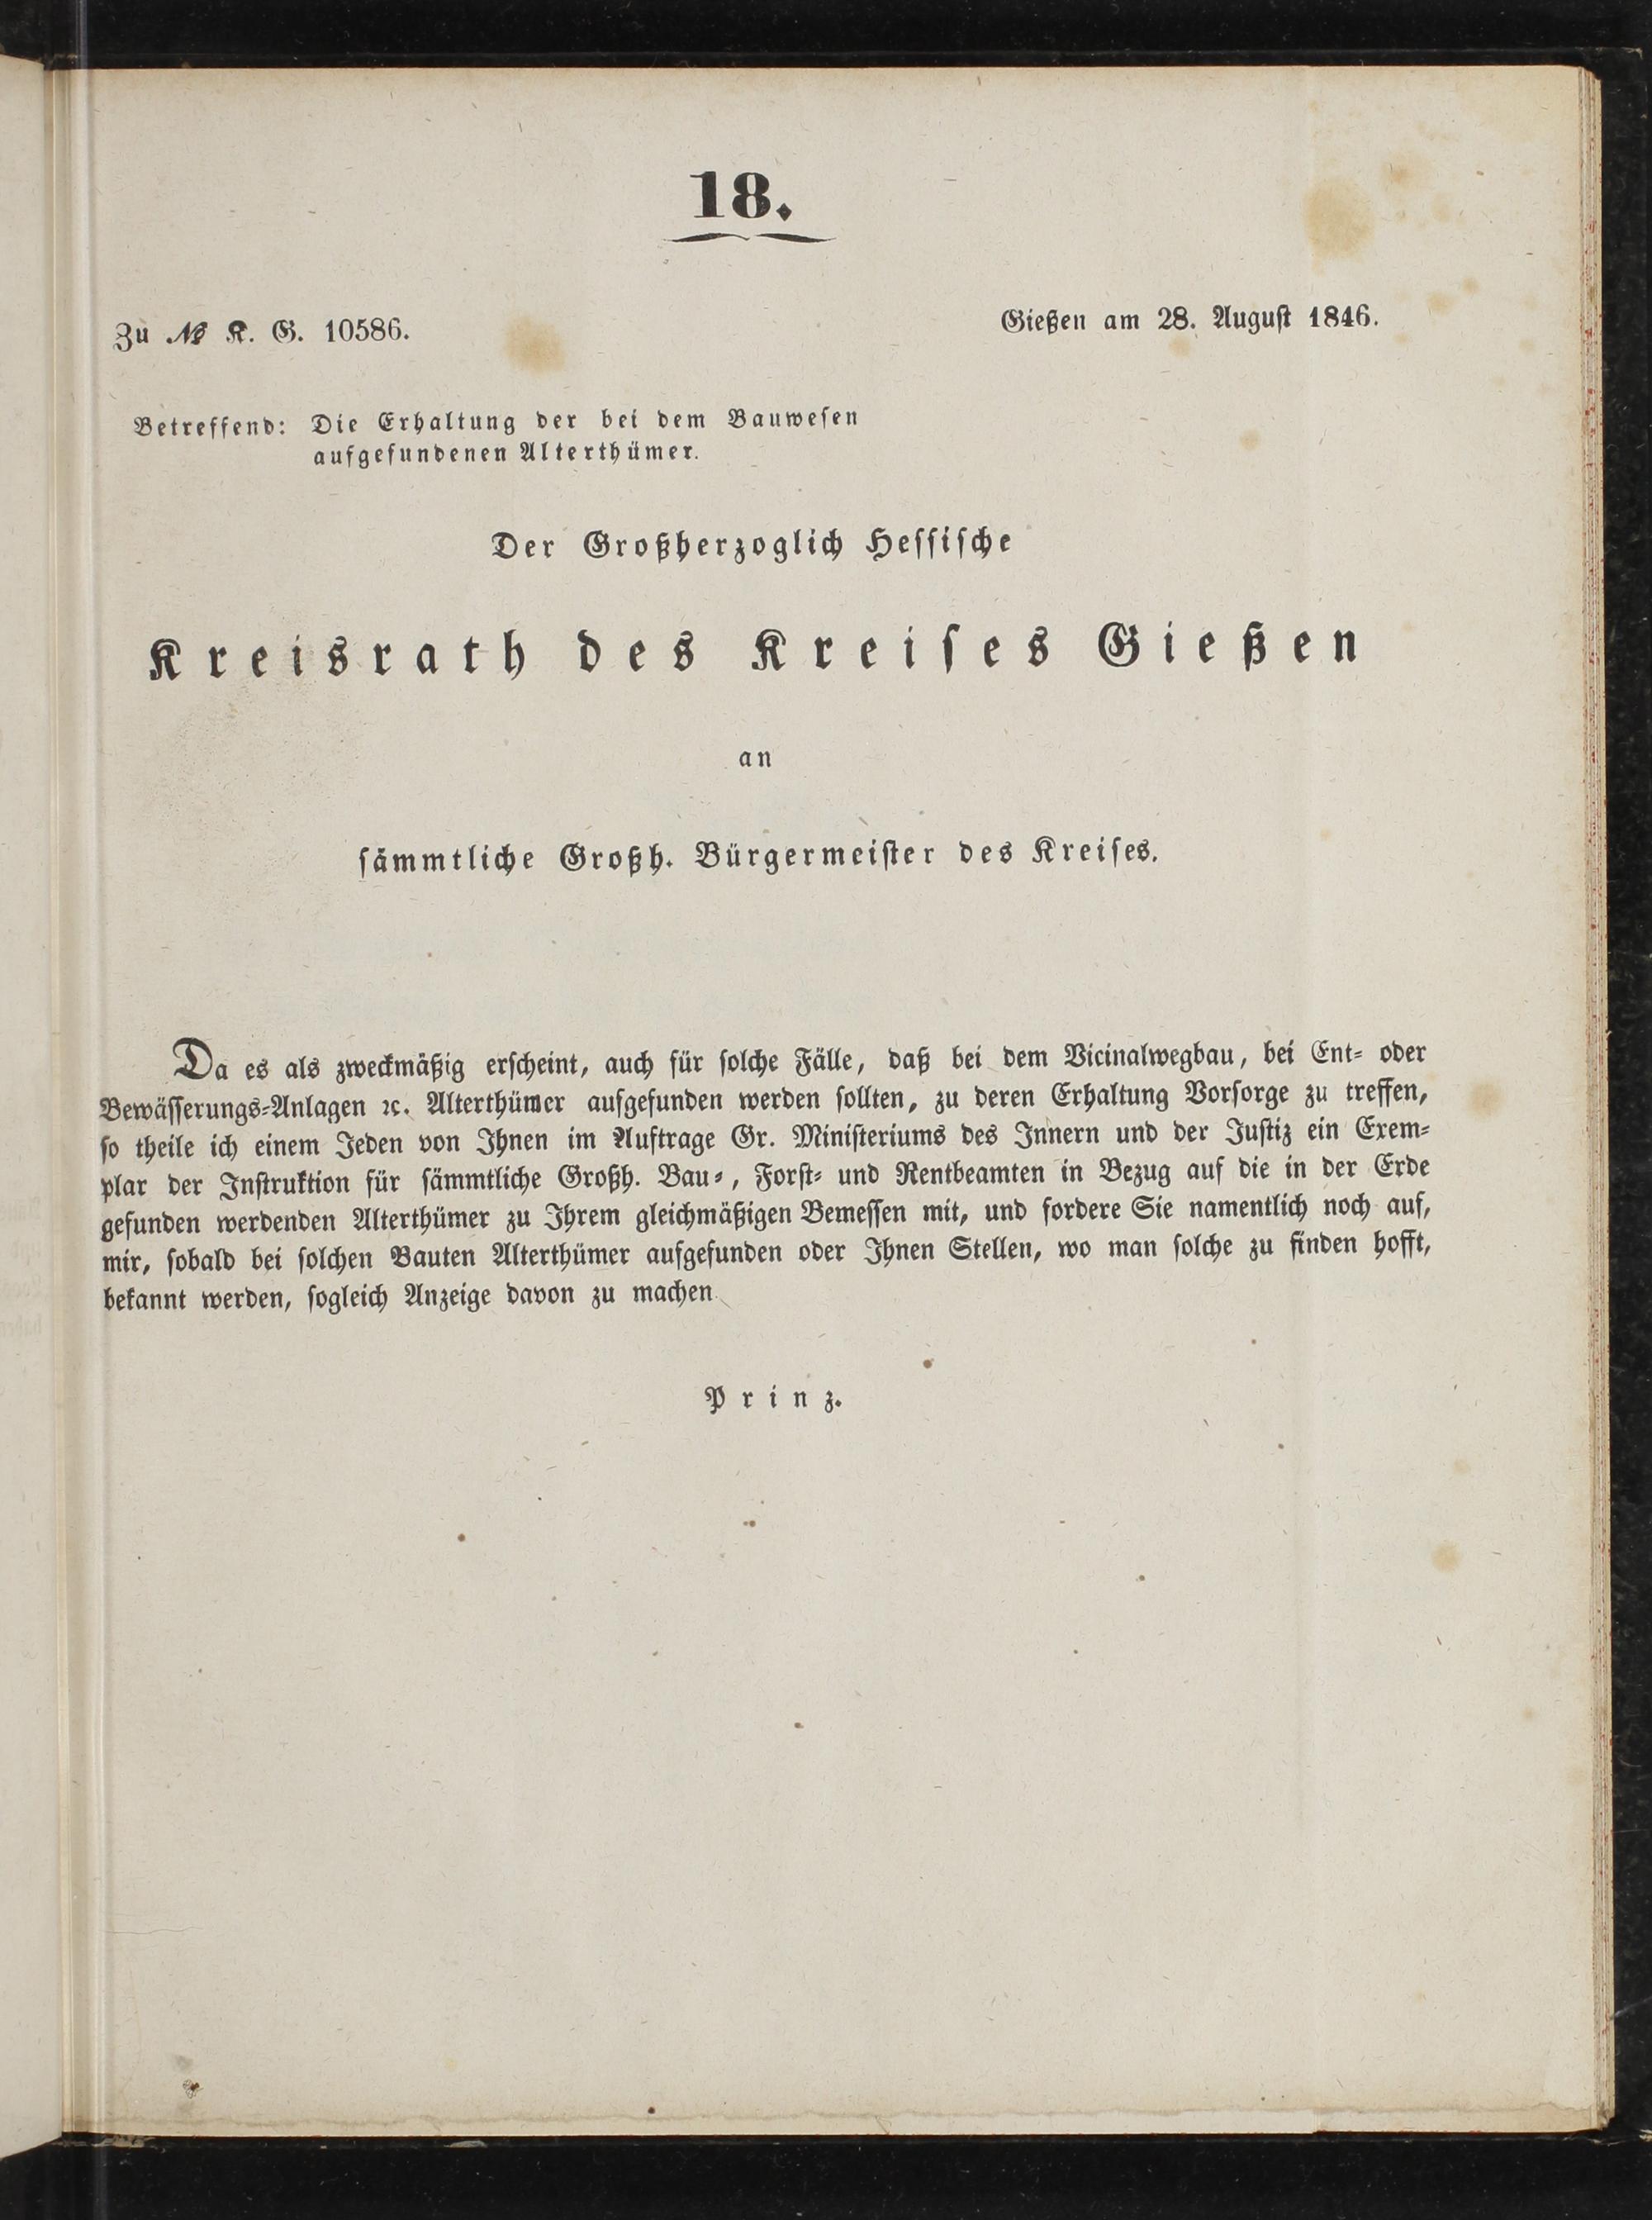 18.
Zu № K. G. 10586.
Gießen am 28. August 1846.
Betreffend: Die Erhaltung der bei dem Bauwesen
aufgefundenen Alterthümer.
Der Großherzoglich Hessische
Kreisrath des Kreises Gießen
an
sämmtliche Großh. Bürgermeister des Kreises.
Da es als zweckmäßig erscheint, auch für solche Fälle, daß bei dem Vicinalwegbau, bei Ent- oder
Bewässerungs-Anlagen ꝛc. Alterthümer aufgefunden werden sollten, zu deren Erhaltung Vorsorge zu treffen,
so theile ich einem Jeden von Ihnen im Auftrage Gr. Ministeriums des Innern und der Justiz ein Exem-
plar der Instruktion für sämmtliche Großh. Bau-, Forst- und Rentbeamten in Bezug auf die in der Erde
gefunden werdenden Alterthümer zu Ihrem gleichmäßigen Bemessen mit, und fordere Sie namentlich noch auf,
mir, sobald bei solchen Bauten Alterthümer aufgefunden oder Ihnen Stellen, wo man solche zu finden hofft,
bekannt werden, sogleich Anzeige davon zu machen
Prinz.